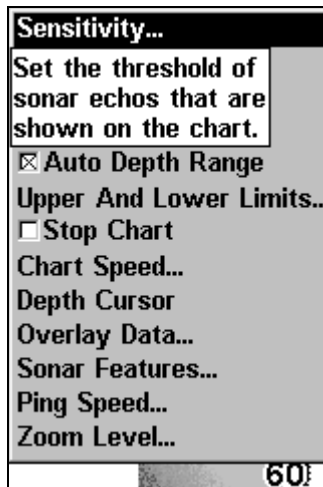 Sensitivity...
Set the threshold of
sonar echos that are
shown on the chart.
Auto Depth Range
Upper And Lower Limits..
Stop Chart
Chart Speed...
Depth Cursor
Overlay Data...
Sonar Features...
Ping Speed...
Zoom Level...
60